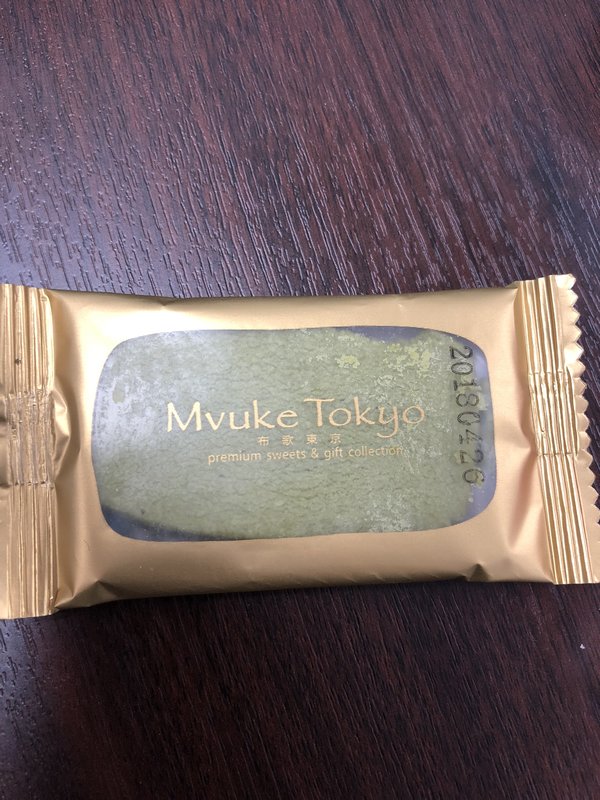 Mvuke Tokyo
布歌東京
premium sweets & gift collection
20180426